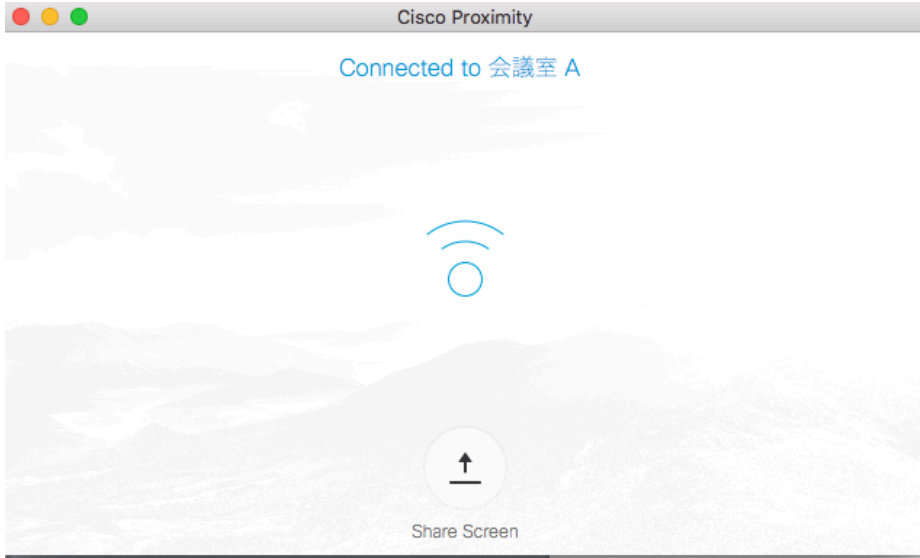 Cisco Proximity
Connected to 会議室 A
Share Screen